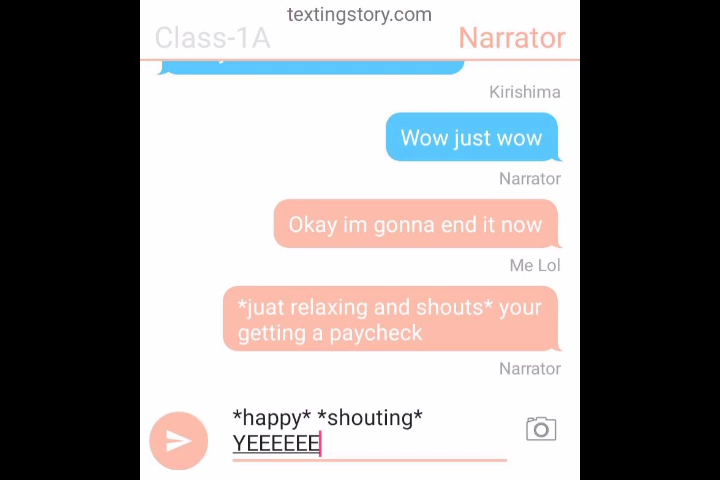 textingstory.com
Class-1A
Narrator
Kirishima
Wow just wow
Narrator
Okay im gonna end it now
Me Lol
*juat relaxing and shouts* your
getting a paycheck
Narrator
*happy* *shouting*
YEEEEEE